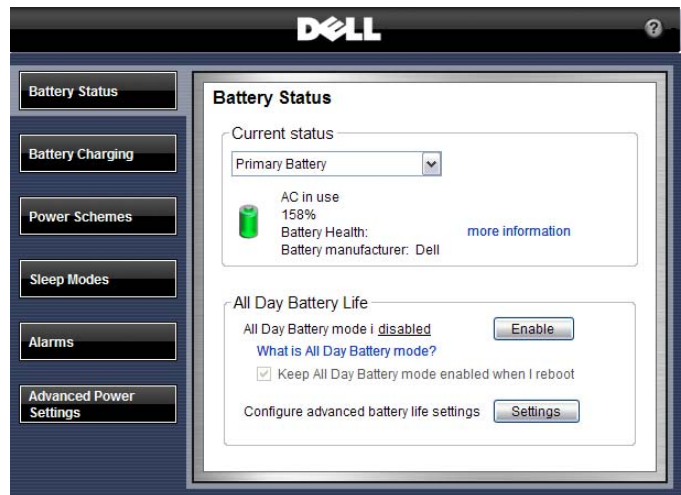 DELL
?
Battery Status
Battery Charging
Power Schemes
Sleep Modes
Alarms
Advanced Power
Settings
Battery Status
Current status
Primary Battery
AC in use
158%
Battery Health: more information
Battery manufacturer: Dell
All Day Battery Life
All Day Battery mode i disabled Enable
What is All Day Battery mode?
Keep All Day Battery mode enabled when I reboot
Configure advanced battery life settings Settings